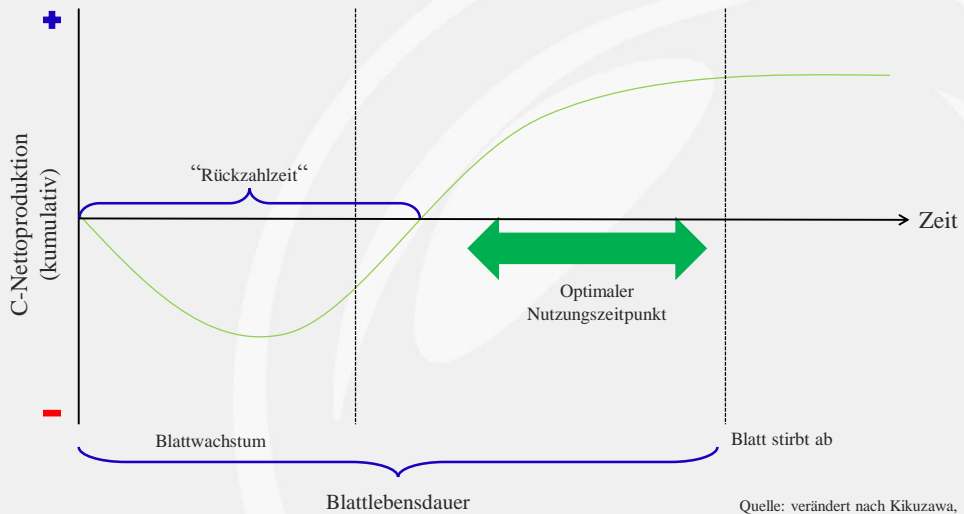 C-Nettoproduktion
(kumulativ)
“Rückzahlzeit“
Zeit
Optimaler
Nutzungszeitpunkt
Blattwachstum
Blatt stirbt ab
Blattlebensdauer
Quelle: verändert nach Kikuzawa,